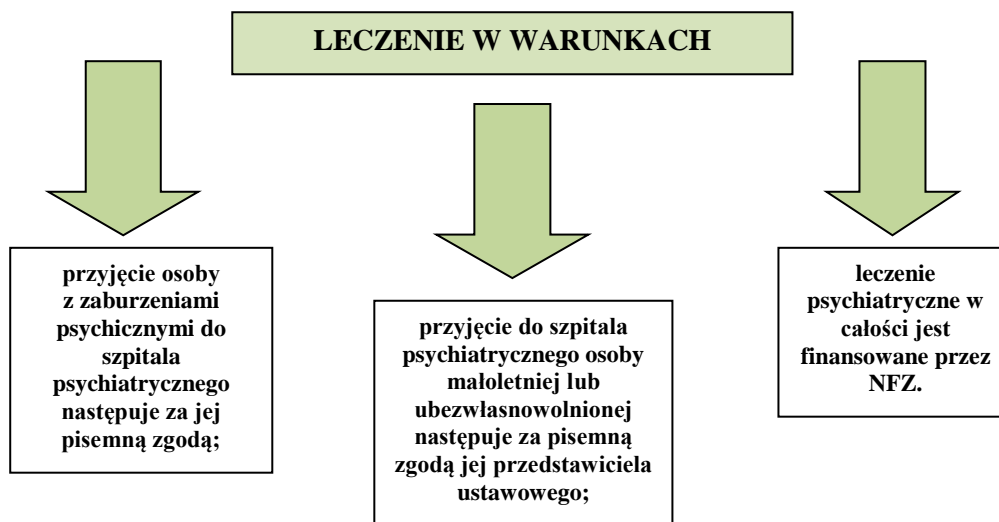 LECZENIE W WARUNKACH
przyjęcie osoby
z zaburzeniami
psychicznymi do
szpitala
psychiatrycznego
następuje za jej
pisemną zgodą;
przyjęcie do szpitala
psychiatrycznego osoby
małoletniej lub
ubezwłasnowolnionej
następuje za pisemną
zgodą jej przedstawiciela
ustawowego;
leczenie
psychiatryczne w
całości jest
finansowane przez
NFZ.